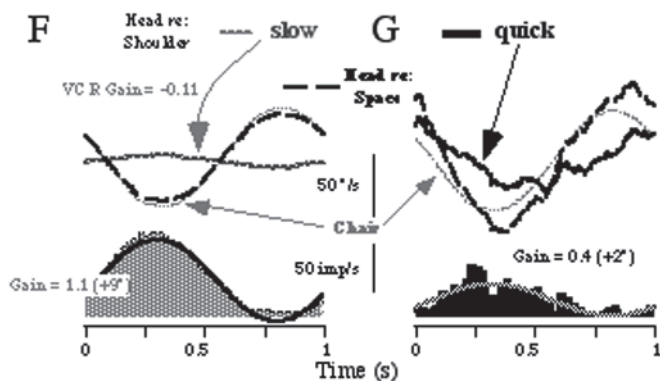 F
Head re:
Shoulder
slow
VC R Gain = -0.11
Head re:
Space
G
quick
50°/s
Chair
50 imp/s
Gain = 1.1 (+9°)
Gain = 0.4 (+2°)
0 0.5 1
0 0.5 1
Time (s)